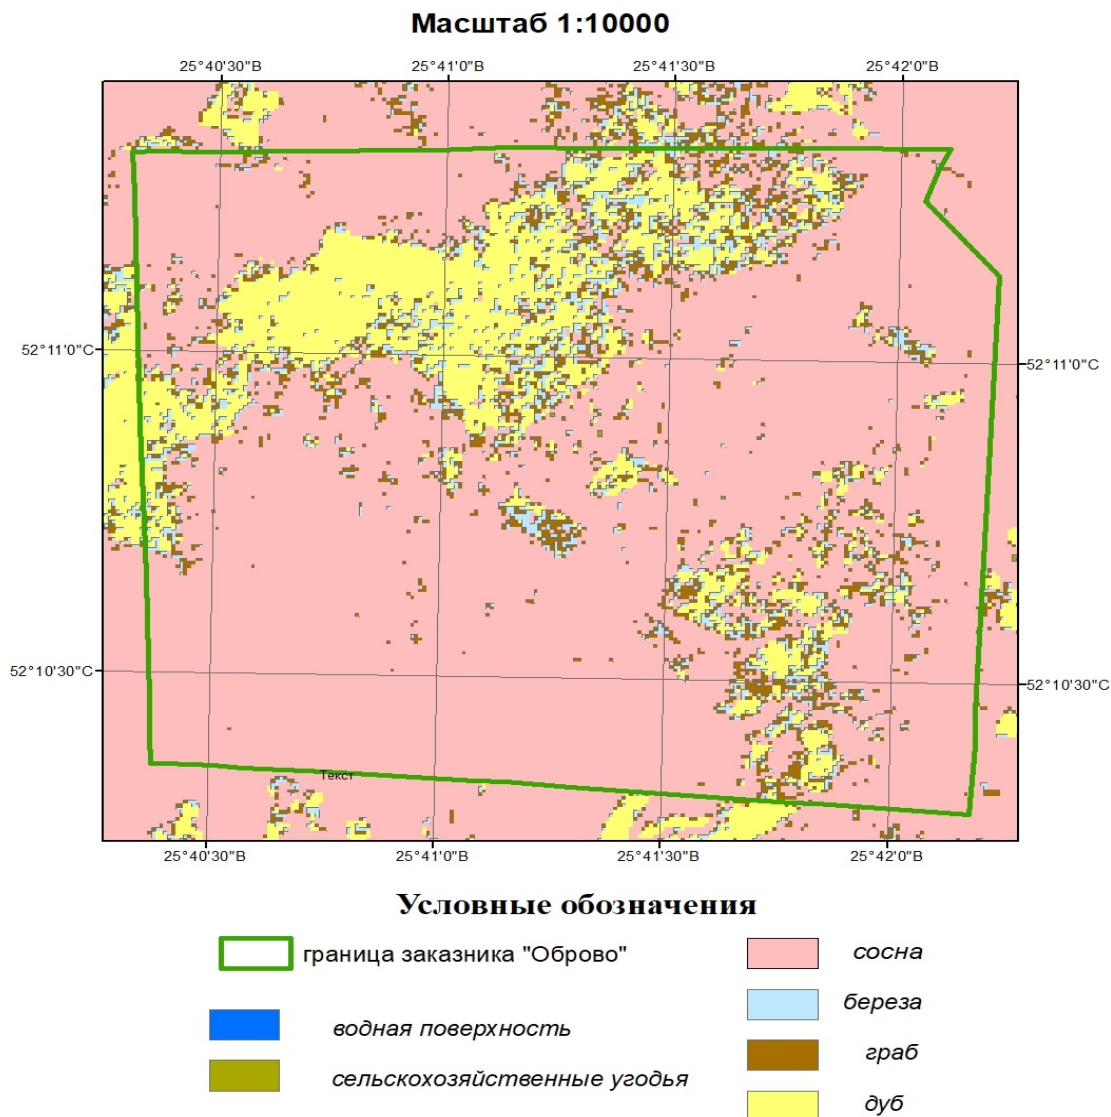 Масштаб 1:10000
25°40'30"В 25°41'0"В 25°41'30"В 25°42'0"В
52°11'0"С 52°11'0"С
52°10'30"С 52°10'30"С
Текст
25°40'30"В 25°41'0"В 25°41'30"В 25°42'0"В
Условные обозначения
граница заказника "Оброво"
водная поверхность
сельскохозяйственные угодья
сосна
береза
граб
дуб